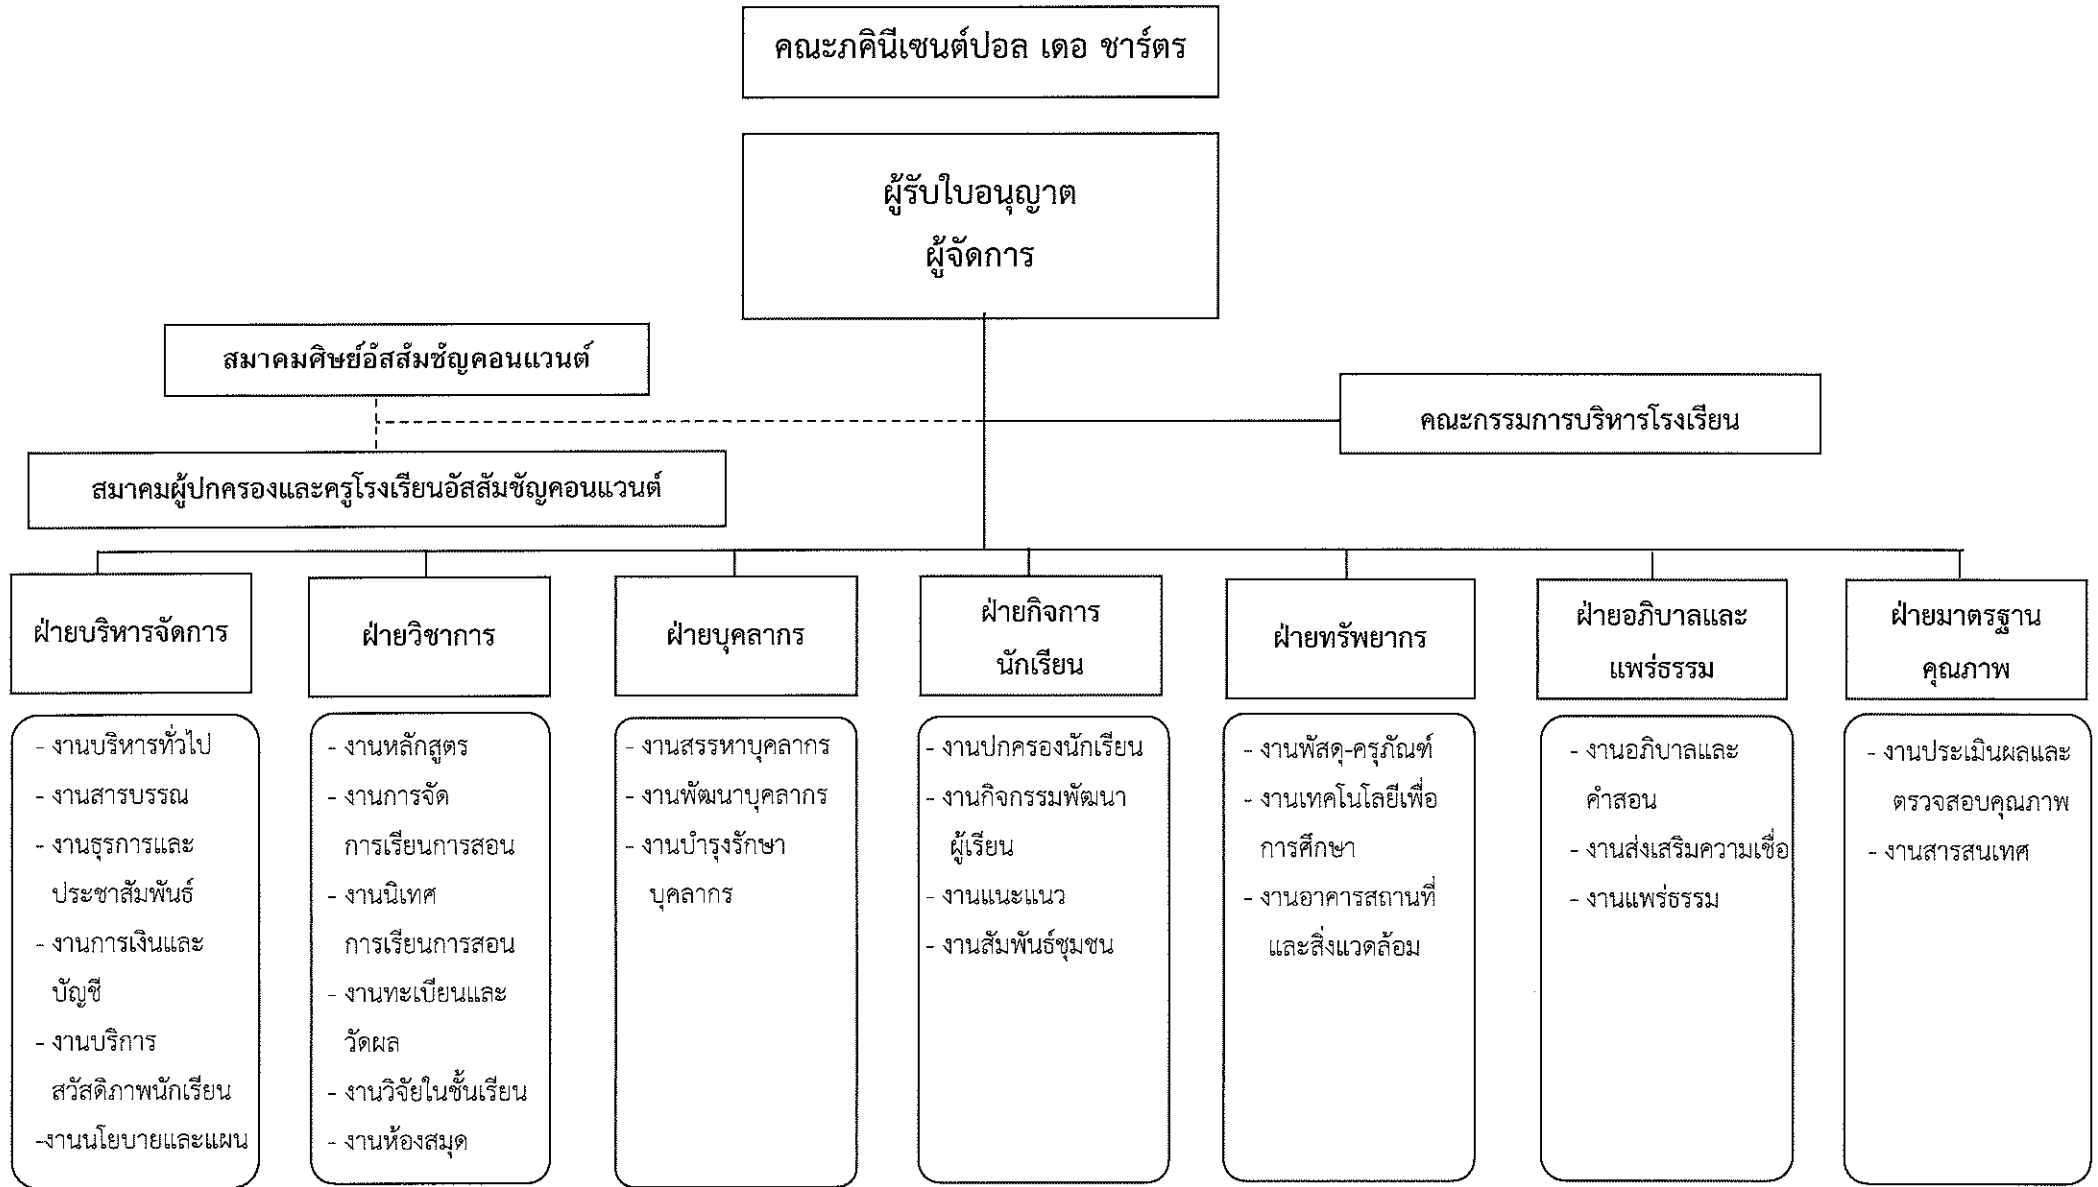 คณะภคินีเซนต์ปอล เดอ ชาร์ตร
ผู้รับใบอนุญาต
ผู้จัดการ
สมาคมศิษย์อัสสัมชัญคอนแวนต์
คณะกรรมการบริหารโรงเรียน
สมาคมผู้ปกครองและครูโรงเรียนอัสสัมชัญคอนแวนต์
ฝ่ายบริหารจัดการ
- งานบริหารทั่วไป
- งานสารบรรณ
- งานธุรการและ
ประชาสัมพันธ์
- งานการเงินและ
บัญชี
- งานบริการ
สวัสดิภาพนักเรียน
-งานนโยบายและแผน
ฝ่ายวิชาการ
- งานหลักสูตร
- งานการจัด
การเรียนการสอน
- งานนิเทศ
การเรียนการสอน
- งานทะเบียนและ
วัดผล
- งานวิจัยในชั้นเรียน
- งานห้องสมุด
ฝ่ายบุคลากร
- งานสรรหาบุคลากร
- งานพัฒนาบุคลากร
- งานบำรุงรักษา
บุคลากร
ฝ่ายกิจการ
นักเรียน
- งานปกครองนักเรียน
- งานกิจกรรมพัฒนา
ผู้เรียน
- งานแนะแนว
- งานสัมพันธ์ชุมชน
ฝ่ายทรัพยากร
- งานพัสดุ-ครุภัณฑ์
- งานเทคโนโลยีเพื่อ
การศึกษา
- งานอาคารสถานที่
และสิ่งแวดล้อม
ฝ่ายอภิบาลและ
แพร่ธรรม
- งานอภิบาลและ
คำสอน
- งานส่งเสริมความเชื่อ
- งานแพร่ธรรม
ฝ่ายมาตรฐาน
คุณภาพ
- งานประเมินผลและ
ตรวจสอบคุณภาพ
- งานสารสนเทศ